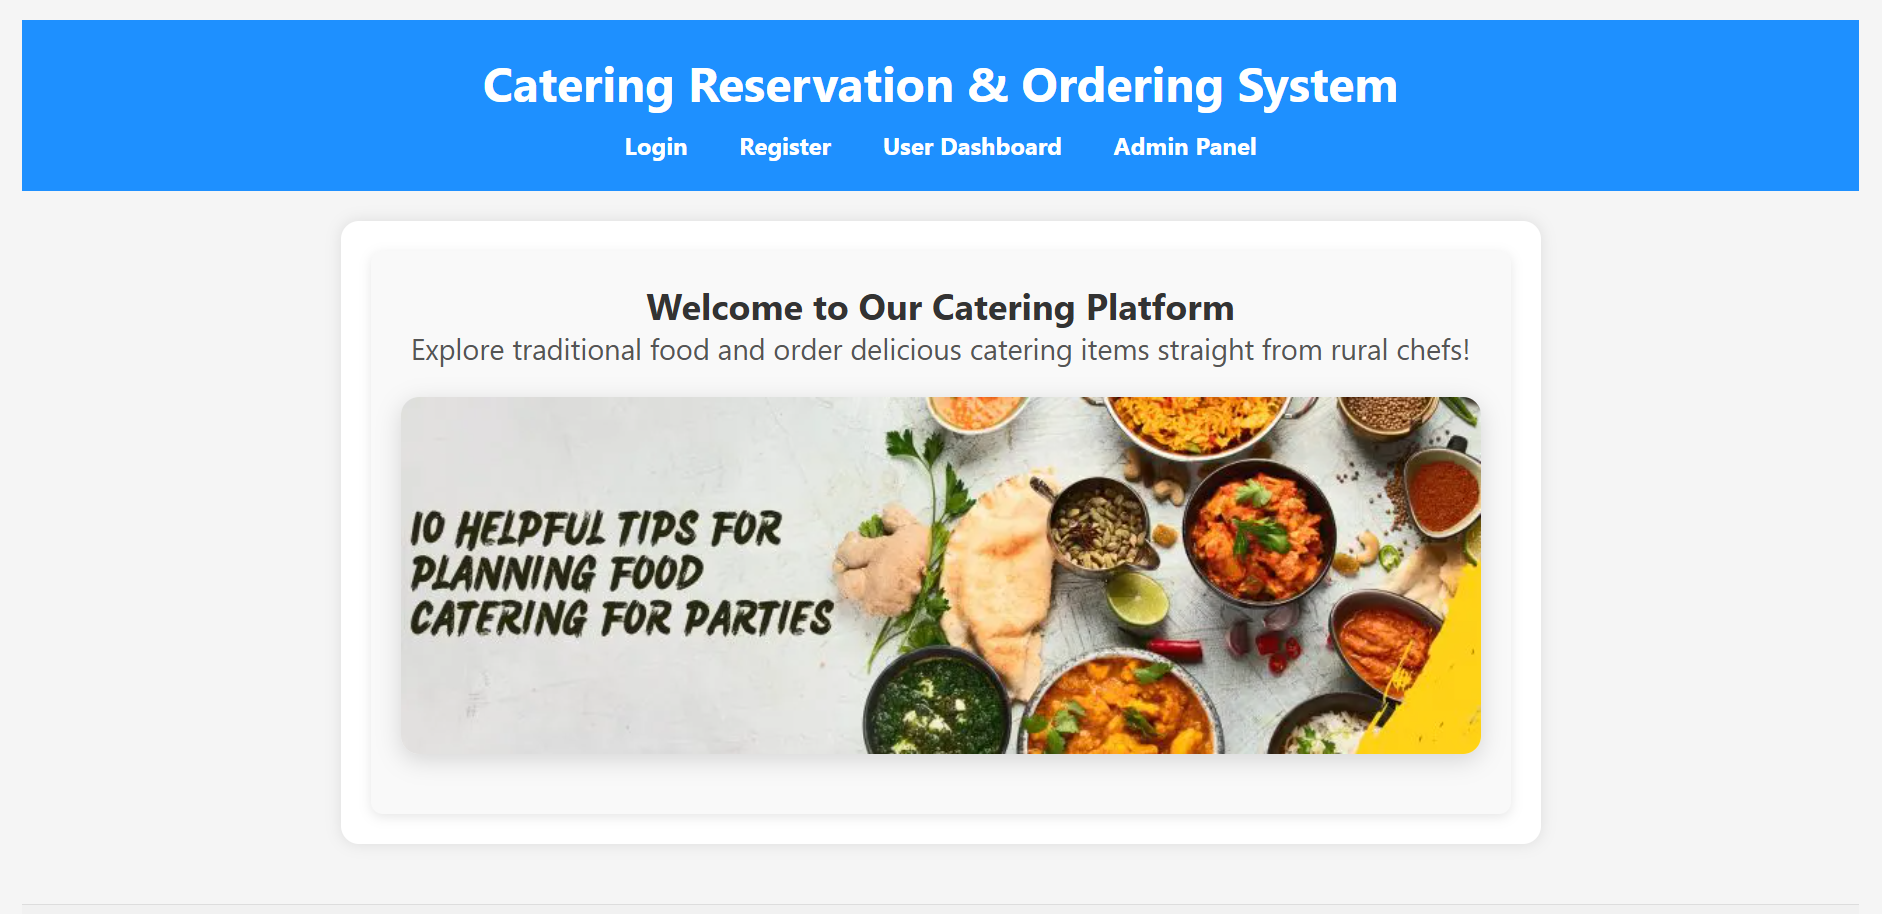 Catering Reservation & Ordering System
Login Register User Dashboard Admin Panel
Welcome to Our Catering Platform
Explore traditional food and order delicious catering items straight from rural chefs!
10 HELPFUL TIPS FOR
PLANNING FOOD
CATERING FOR PARTIES